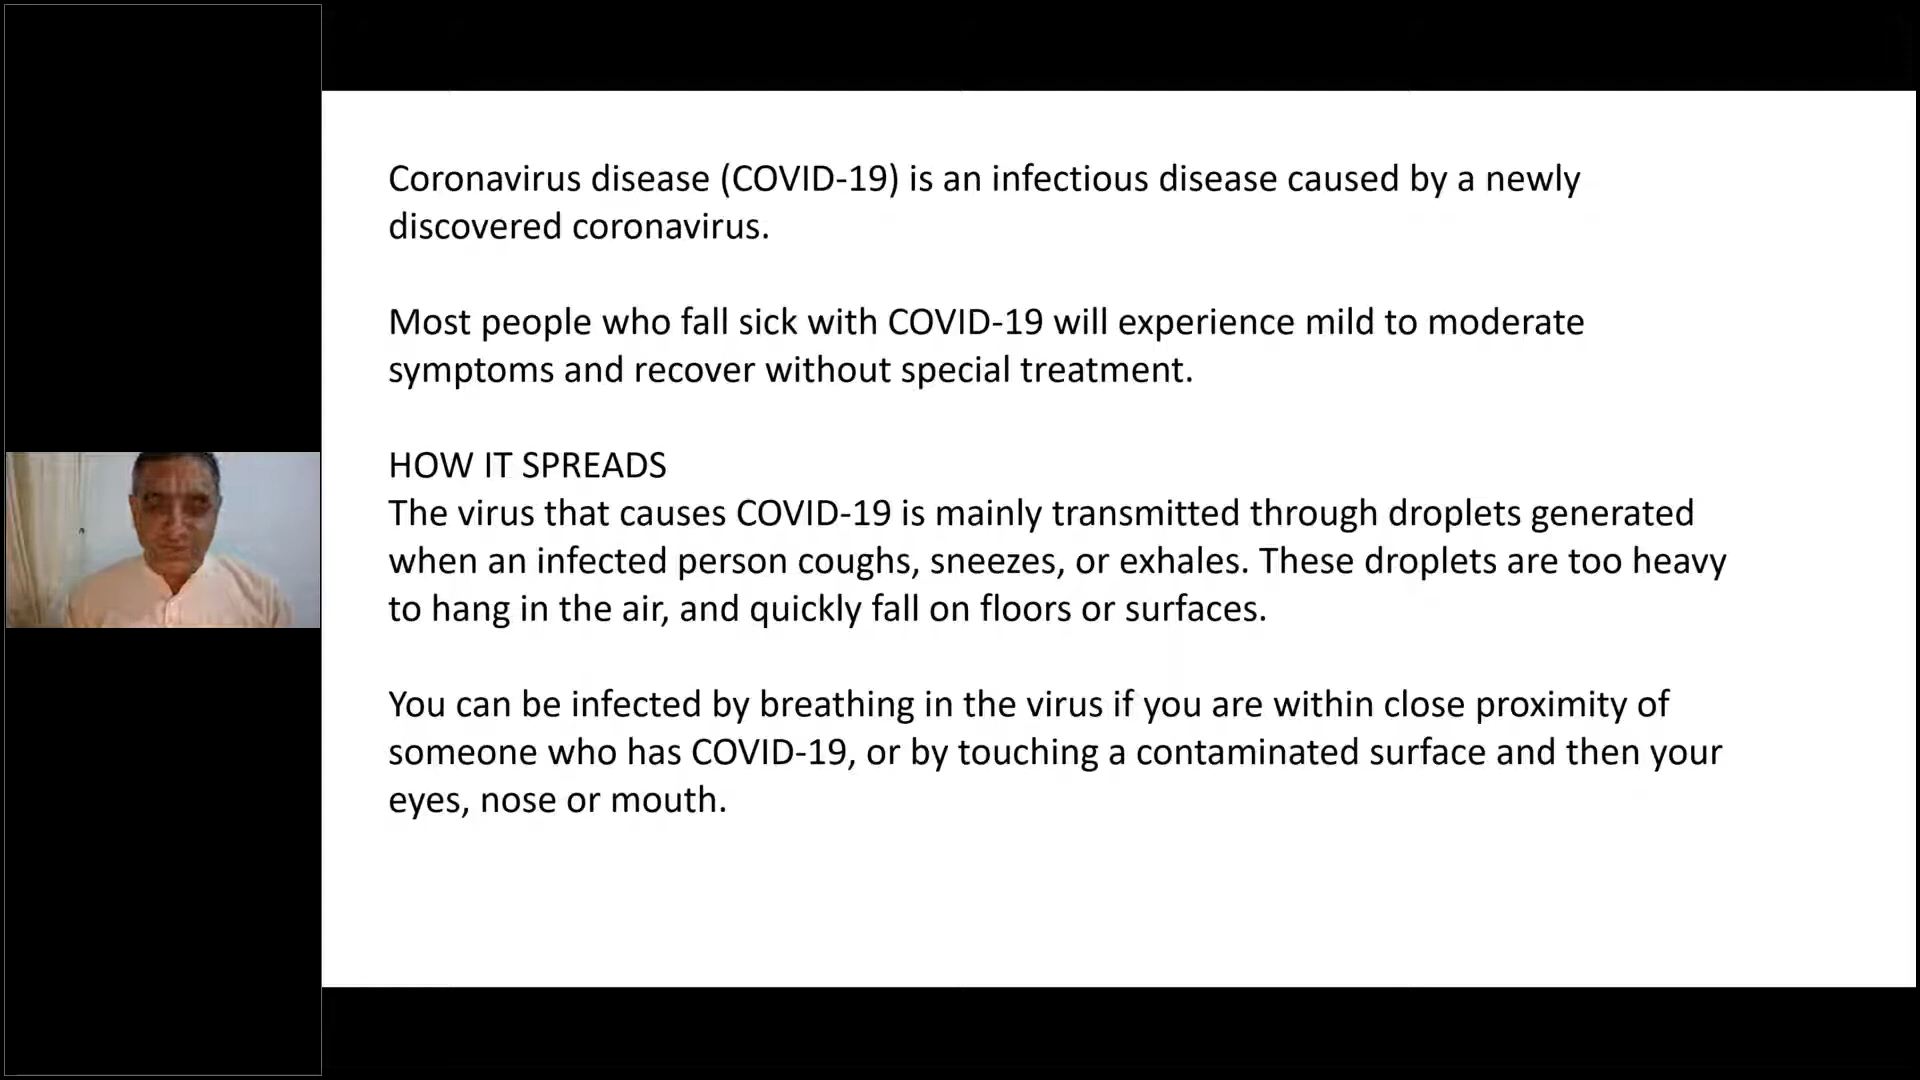 Coronavirus disease (COVID-19) is an infectious disease caused by a newly
discovered coronavirus.
Most people who fall sick with COVID-19 will experience mild to moderate
symptoms and recover without special treatment.
HOW IT SPREADS
The virus that causes COVID-19 is mainly transmitted through droplets generated
when an infected person coughs, sneezes, or exhales. These droplets are too heavy
to hang in the air, and quickly fall on floors or surfaces.
You can be infected by breathing in the virus if you are within close proximity of
someone who has COVID-19, or by touching a contaminated surface and then your
eyes, nose or mouth.